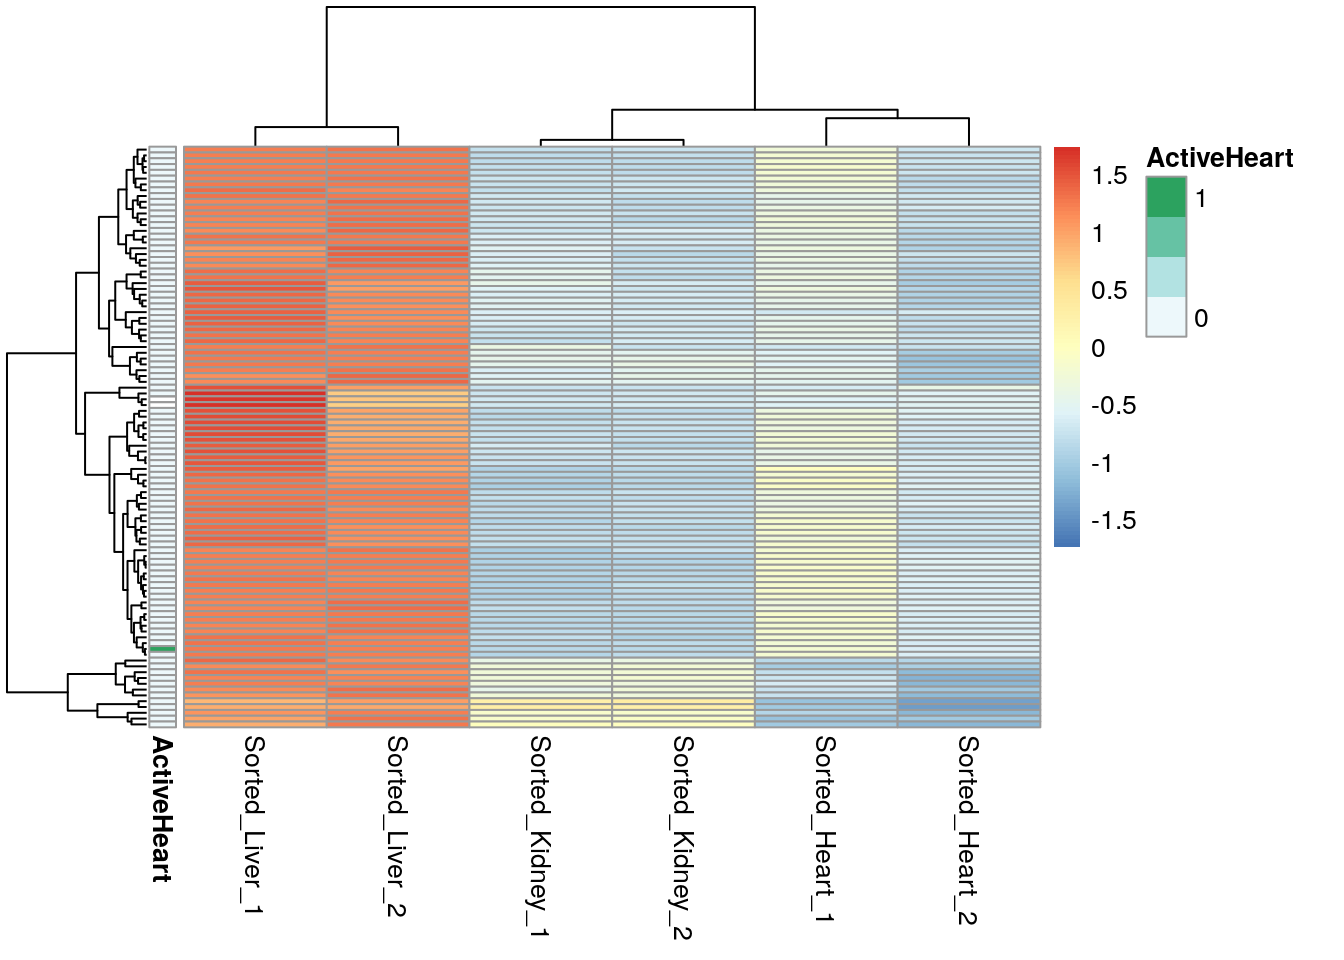 ActiveHeart
1
0
1.5
1
0.5
0
-0.5
-1
-1.5
ActiveHeart
Sorted_Liver_1
Sorted_Liver_2
Sorted_Kidney_1
Sorted_Kidney_2
Sorted_Heart_1
Sorted_Heart_2